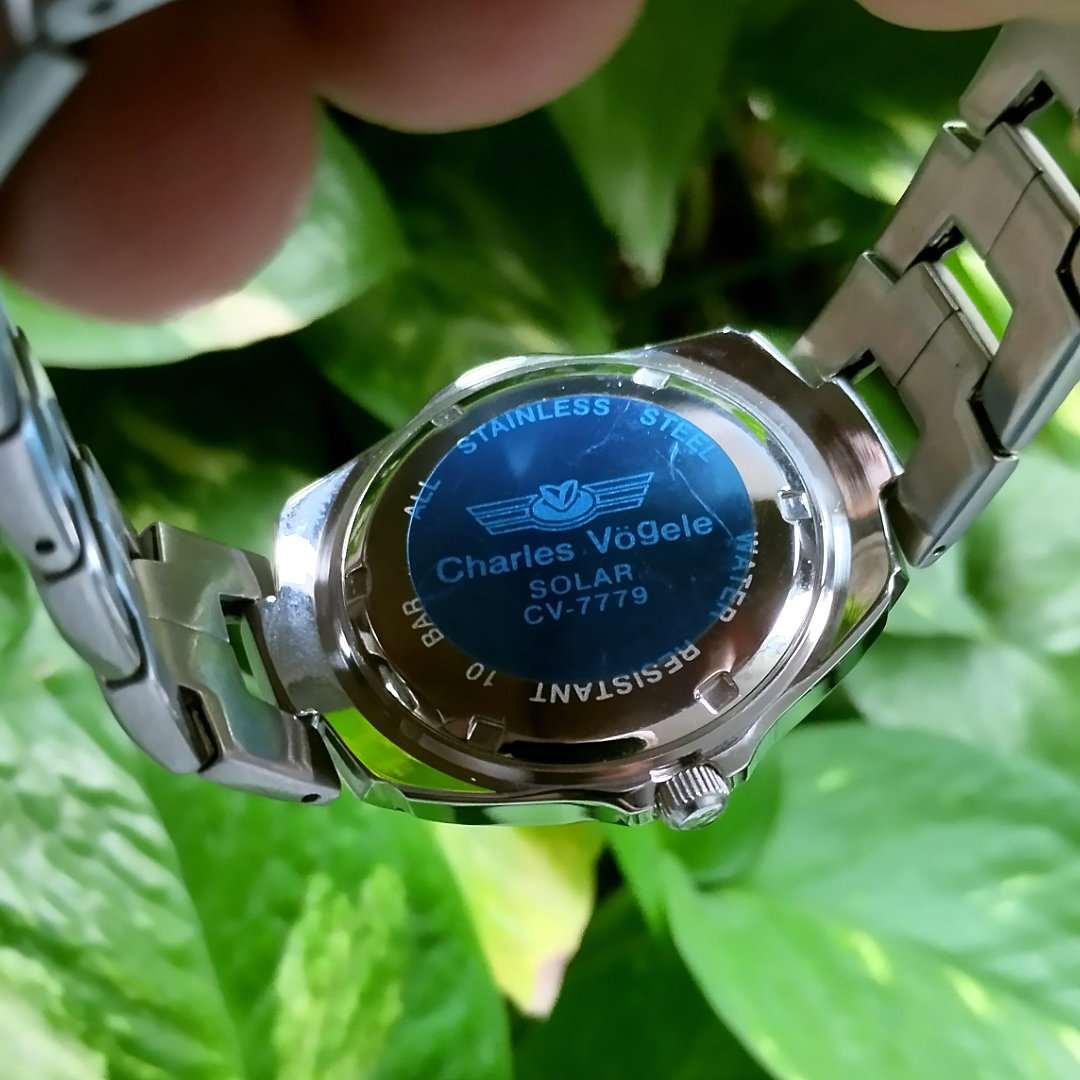 ALL STAINLESS STEEL
Charles Vögele
SOLAR
CV-7779
WATER RESISTANT 10 BAR